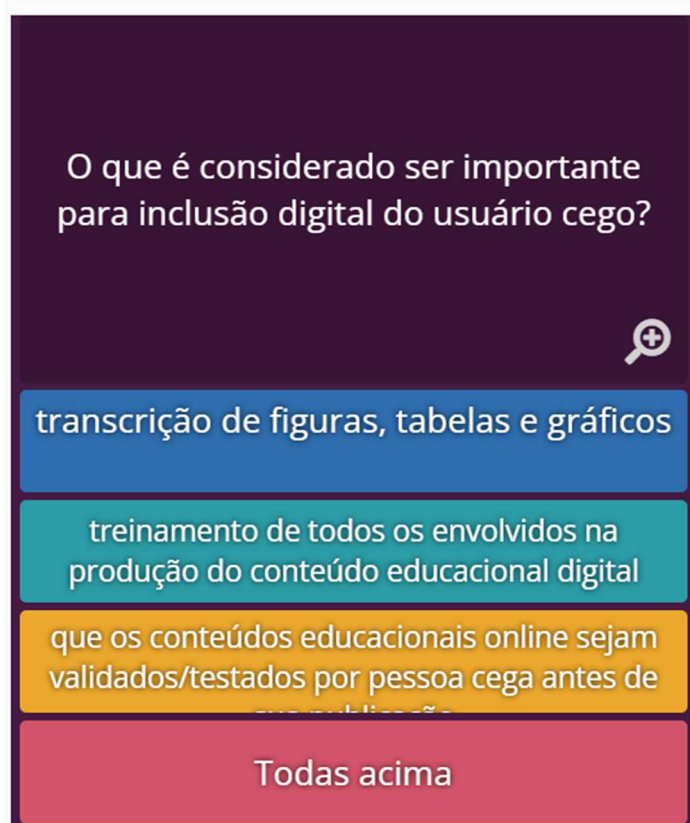 O que é considerado ser importante
para inclusão digital do usuário cego?
transcrição de figuras, tabelas e gráficos
treinamento de todos os envolvidos na
produção do conteúdo educacional digital
que os conteúdos educacionais online sejam
validados/testados por pessoa cega antes de
Todas acima